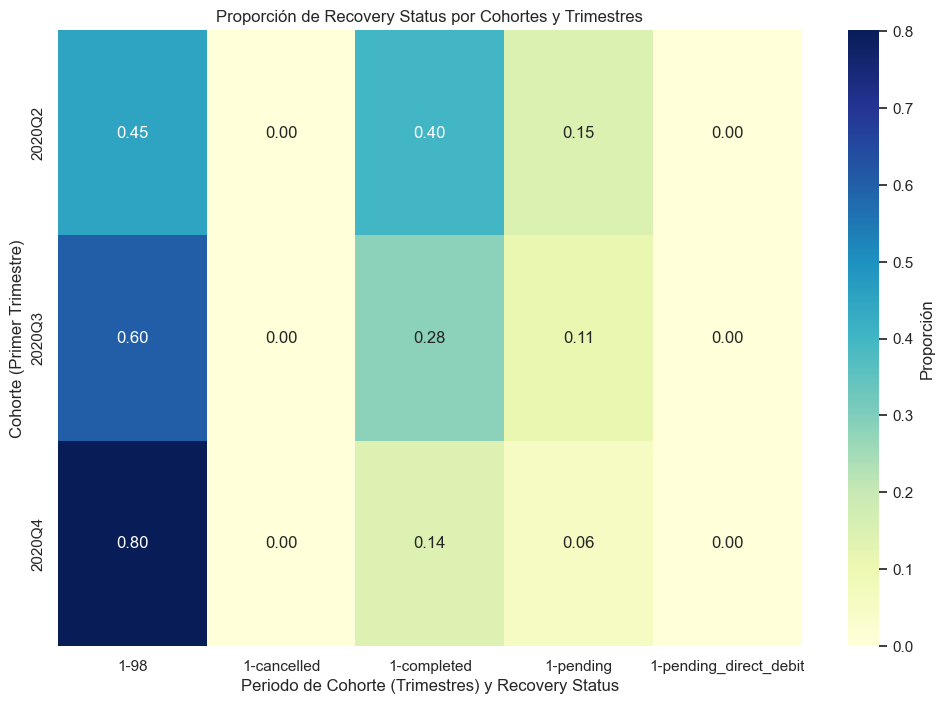 Proporción de Recovery Status por Cohortes y Trimestres
Cohorte (Primer Trimestre)
2020Q2
0.45 0.00 0.40 0.15 0.00
2020Q3
0.60 0.00 0.28 0.11 0.00
2020Q4
0.80 0.00 0.14 0.06 0.00
1-98 1-cancelled 1-completed 1-pending 1-pending_direct_debit
Periodo de Cohorte (Trimestres) y Recovery Status
0.8
0.7
0.6
0.5
0.4
0.3
0.2
0.1
0.0
Proporción